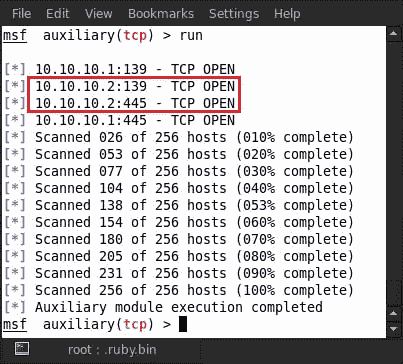 File Edit View Bookmarks Settings Help
msf auxiliary(tcp) > run
[*] 10.10.10.1:139 - TCP OPEN
[*] 10.10.10.2:139 - TCP OPEN
[*] 10.10.10.2:445 - TCP OPEN
[*] 10.10.10.1:445 - TCP OPEN
[*] Scanned 026 of 256 hosts (010% complete)
[*] Scanned 053 of 256 hosts (020% complete)
[*] Scanned 077 of 256 hosts (030% complete)
[*] Scanned 104 of 256 hosts (040% complete)
[*] Scanned 138 of 256 hosts (053% complete)
[*] Scanned 154 of 256 hosts (060% complete)
[*] Scanned 180 of 256 hosts (070% complete)
[*] Scanned 205 of 256 hosts (080% complete)
[*] Scanned 231 of 256 hosts (090% complete)
[*] Scanned 256 of 256 hosts (100% complete)
[*] Auxiliary module execution completed
msf auxiliary(tcp) >
root : .ruby.bin